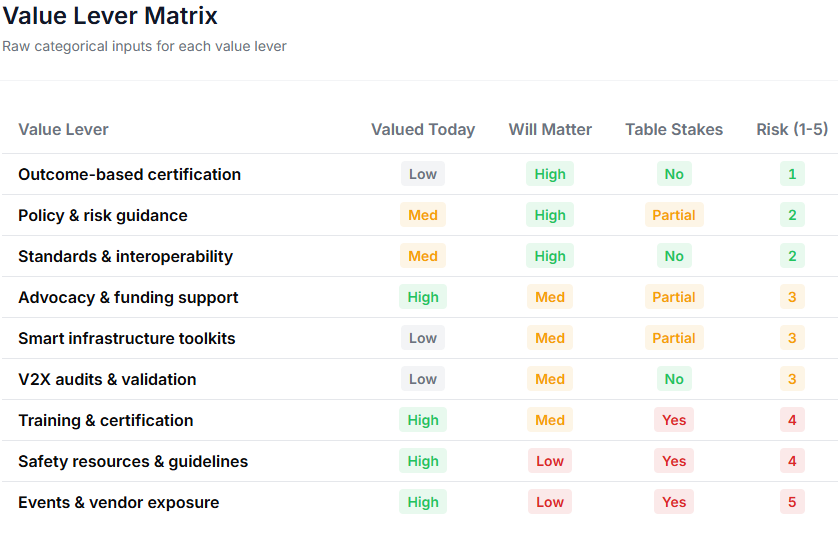 Value Lever Matrix
Raw categorical inputs for each value lever
Value Lever Valued Today Will Matter Table Stakes Risk (1-5)
Outcome-based certification Low High No 1
Policy & risk guidance Med High Partial 2
Standards & interoperability Med High No 2
Advocacy & funding support High Med Partial 3
Smart infrastructure toolkits Low Med Partial 3
V2X audits & validation Low Med No 3
Training & certification High Med Yes 4
Safety resources & guidelines High Low Yes 4
Events & vendor exposure High Low Yes 5